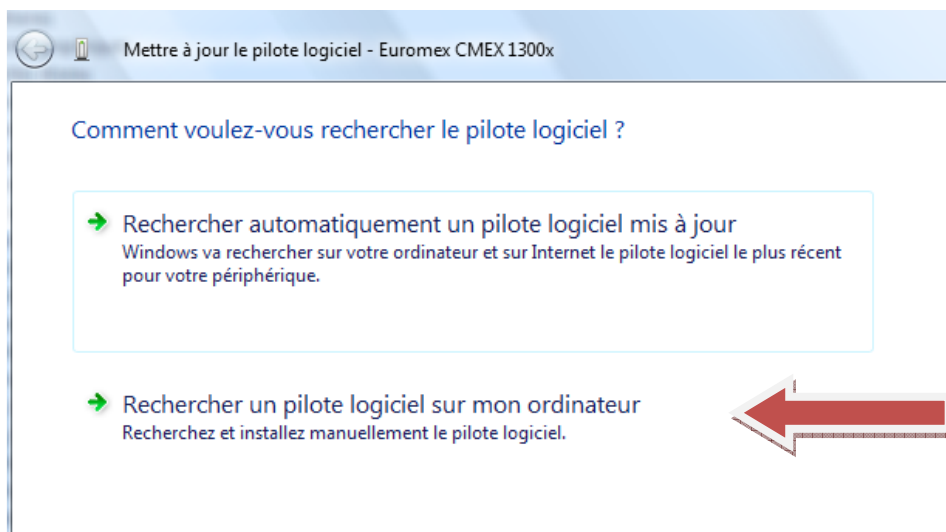 Mettre à jour le pilote logiciel - Euromex CMEX 1300x
Comment voulez-vous rechercher le pilote logiciel ?
Rechercher automatiquement un pilote logiciel mis à jour
Windows va rechercher sur votre ordinateur et sur Internet le pilote logiciel le plus récent
pour votre périphérique.
Rechercher un pilote logiciel sur mon ordinateur
Recherchez et installez manuellement le pilote logiciel.